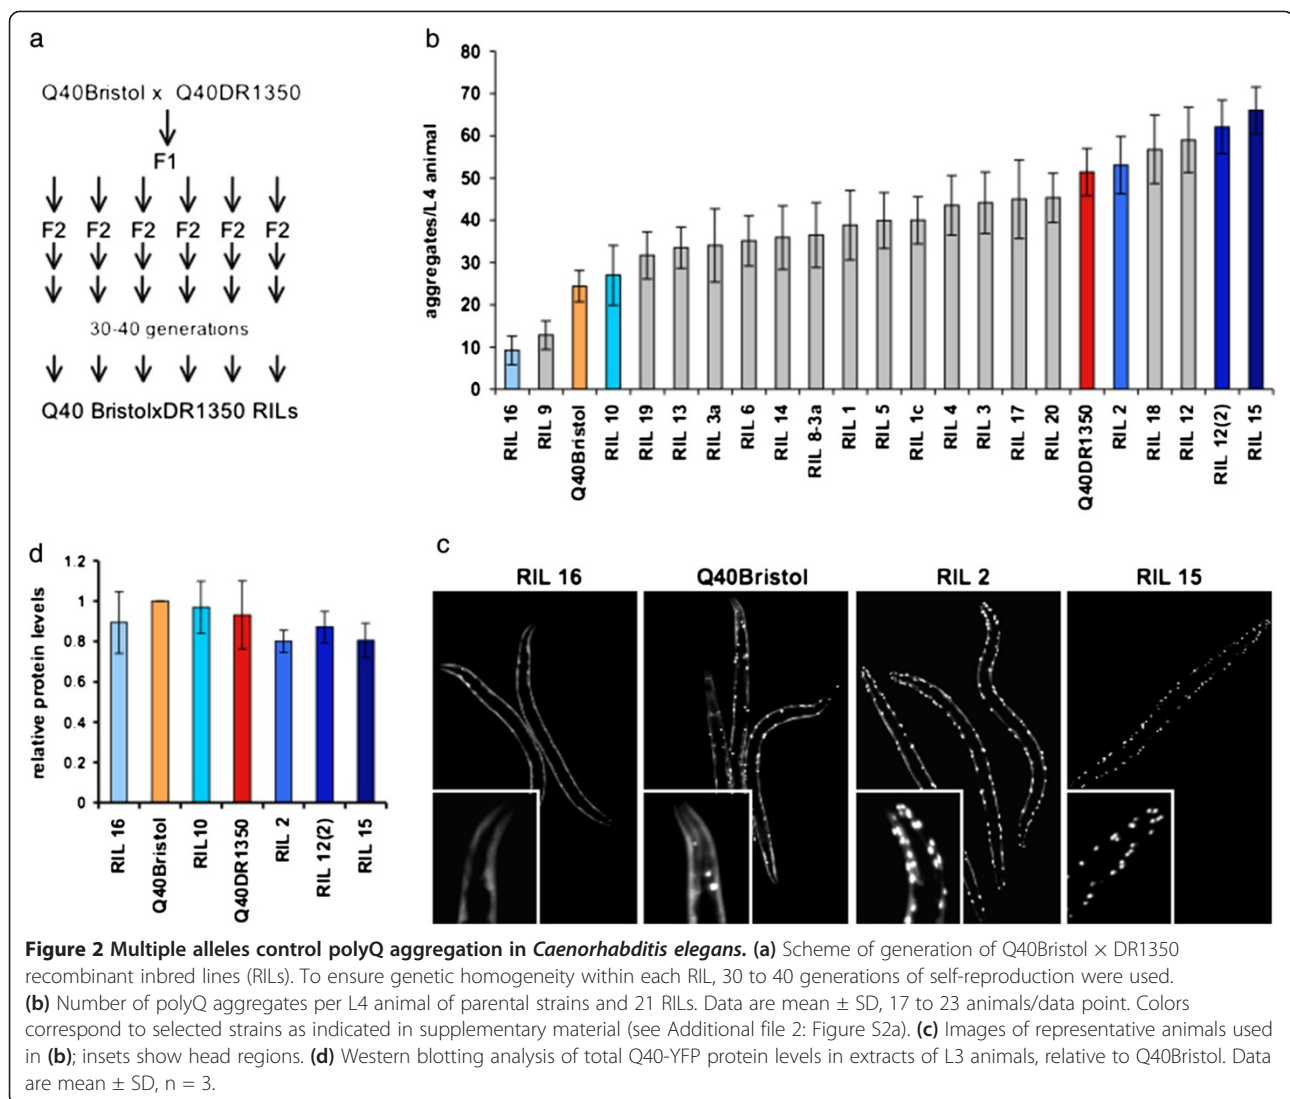 a
Q40Bristol x Q40DR1350
F1
F2 F2 F2 F2 F2 F2
30-40 generations
Q40 BristolxDR1350 RILs
b
aggregates/L4 animal
80
70
60
50
40
30
20
10
0
RIL 16
RIL 9
Q40Bristol
RIL 10
RIL 19
RIL 13
RIL 3a
RIL 6
RIL 14
RIL 8-3a
RIL 1
RIL 5
RIL 1c
RIL 4
RIL 3
RIL 17
RIL 20
Q40DR1350
RIL 2
RIL 18
RIL 12
RIL 12(2)
RIL 15
d
relative protein levels
1.2
1
0.8
0.6
0.4
0.2
0
RIL 16
Q40Bristol
RIL10
Q40DR1350
RIL 2
RIL 12(2)
RIL 15
c
RIL 16 Q40Bristol RIL 2 RIL 15
Figure 2 Multiple alleles control polyQ aggregation in Caenorhabditis elegans. (a) Scheme of generation of Q40Bristol × DR1350
recombinant inbred lines (RILs). To ensure genetic homogeneity within each RIL, 30 to 40 generations of self-reproduction were used.
(b) Number of polyQ aggregates per L4 animal of parental strains and 21 RILs. Data are mean ± SD, 17 to 23 animals/data point. Colors
correspond to selected strains as indicated in supplementary material (see Additional file 2: Figure S2a). (c) Images of representative animals used
in (b); insets show head regions. (d) Western blotting analysis of total Q40-YFP protein levels in extracts of L3 animals, relative to Q40Bristol. Data
are mean ± SD, n = 3.